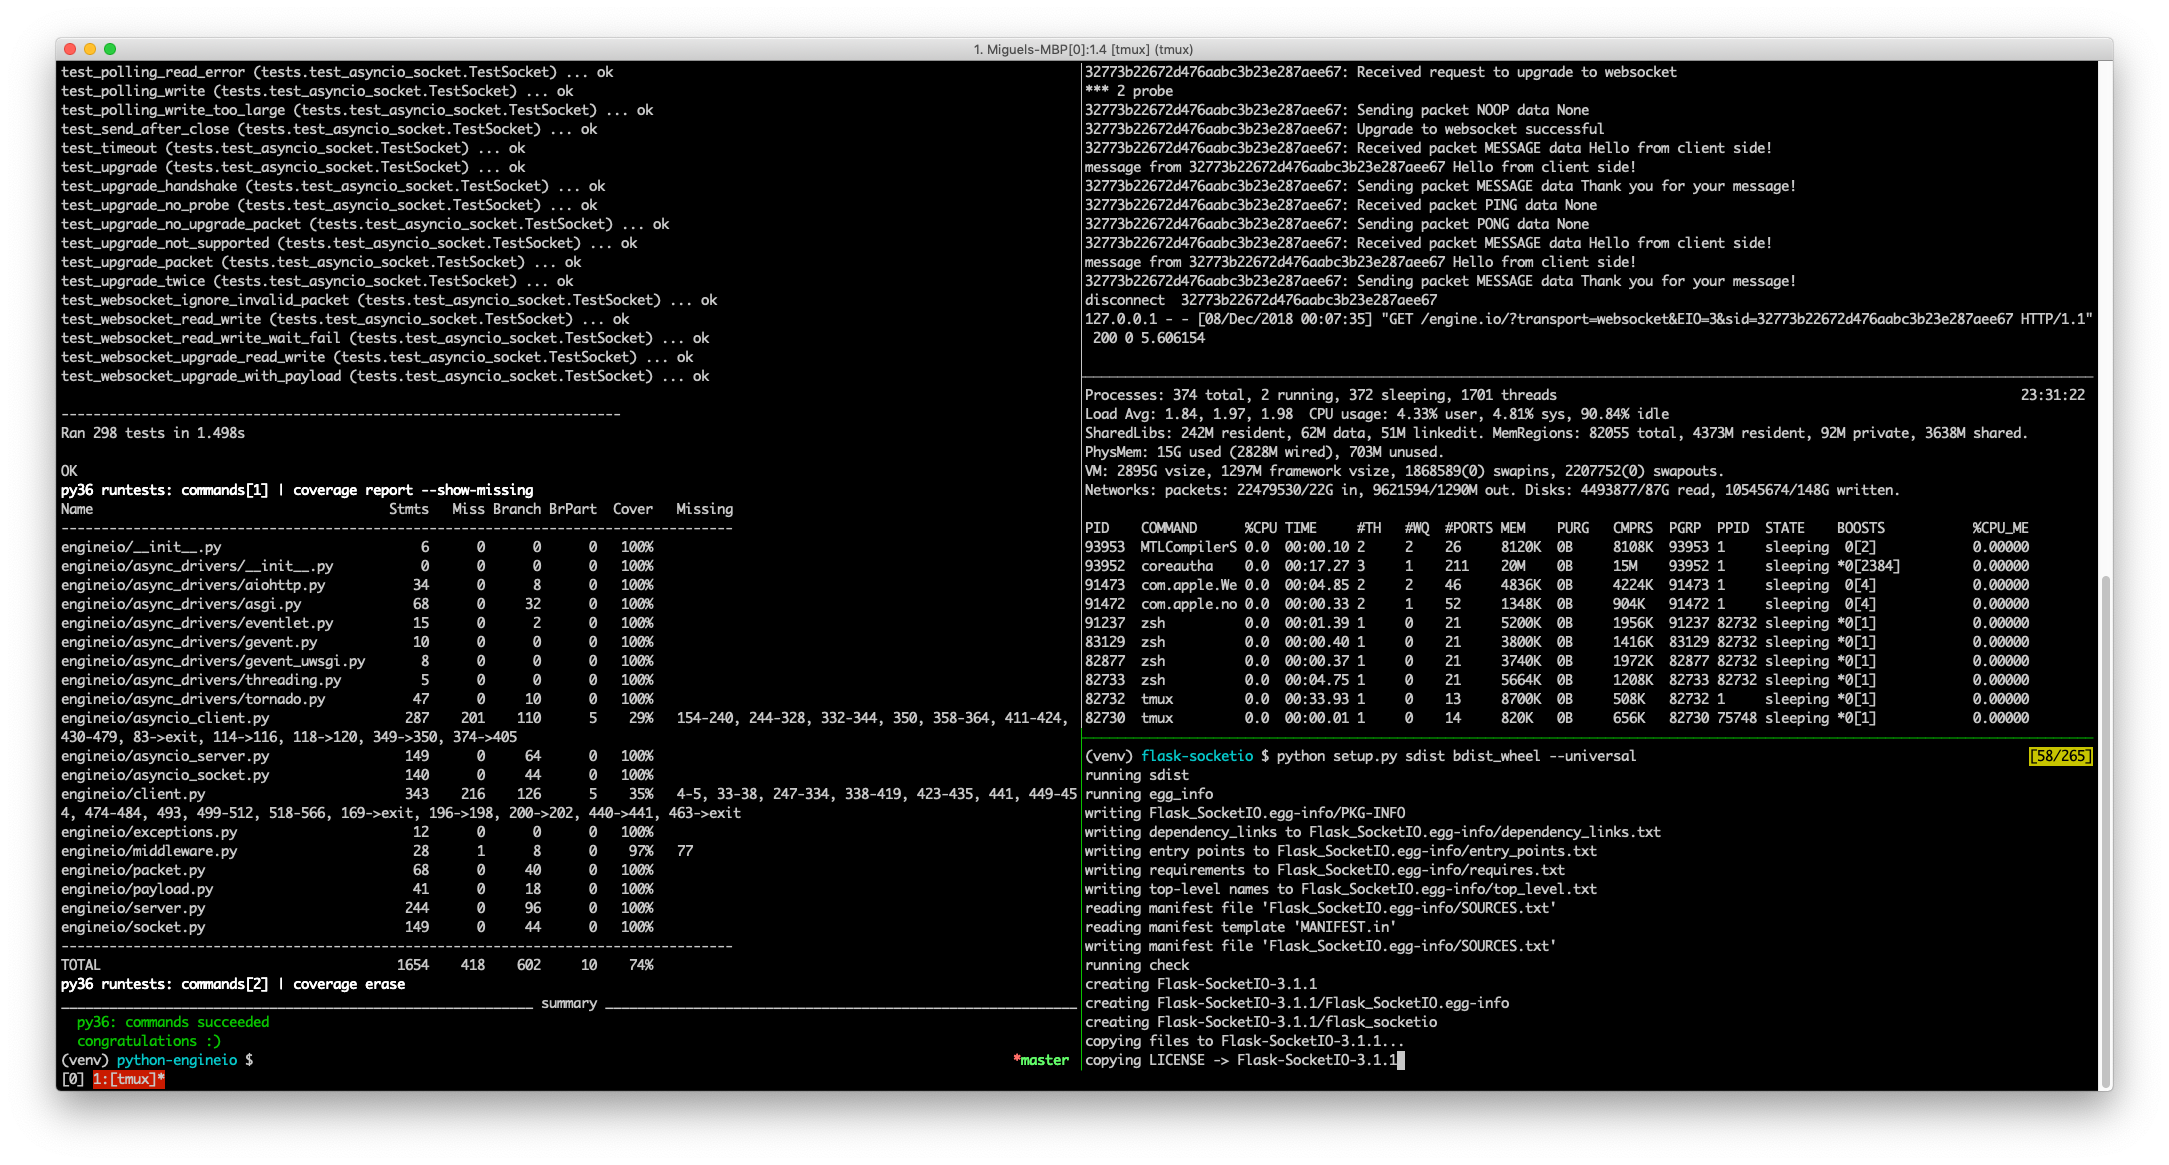 1. Miguels-MBP[0]:1.4 [tmux] (tmux)
test_polling_read_error (tests.test_asyncio_socket.TestSocket) ... ok
test_polling_write (tests.test_asyncio_socket.TestSocket) ... ok
test_polling_write_too_large (tests.test_asyncio_socket.TestSocket) ... ok
test_send_after_close (tests.test_asyncio_socket.TestSocket) ... ok
test_timeout (tests.test_asyncio_socket.TestSocket) ... ok
test_upgrade (tests.test_asyncio_socket.TestSocket) ... ok
test_upgrade_handshake (tests.test_asyncio_socket.TestSocket) ... ok
test_upgrade_no_probe (tests.test_asyncio_socket.TestSocket) ... ok
test_upgrade_no_upgrade_packet (tests.test_asyncio_socket.TestSocket) ... ok
test_upgrade_not_supported (tests.test_asyncio_socket.TestSocket) ... ok
test_upgrade_packet (tests.test_asyncio_socket.TestSocket) ... ok
test_upgrade_twice (tests.test_asyncio_socket.TestSocket) ... ok
test_websocket_ignore_invalid_packet (tests.test_asyncio_socket.TestSocket) ... ok
test_websocket_read_write (tests.test_asyncio_socket.TestSocket) ... ok
test_websocket_read_write_wait_fail (tests.test_asyncio_socket.TestSocket) ... ok
test_websocket_upgrade_read_write (tests.test_asyncio_socket.TestSocket) ... ok
test_websocket_upgrade_with_payload (tests.test_asyncio_socket.TestSocket) ... ok
----------------------------------------------------------------------
Ran 298 tests in 1.498s
OK
py36 runtests: commands[1] | coverage report --show-missing
Name Stmts Miss Branch BrPart Cover Missing
------------------------------------------------------------------------------------
engineio/__init__.py 6 0 0 0 100%
engineio/async_drivers/__init__.py 0 0 0 0 100%
engineio/async_drivers/aiohttp.py 34 0 8 0 100%
engineio/async_drivers/asgi.py 68 0 32 0 100%
engineio/async_drivers/eventlet.py 15 0 2 0 100%
engineio/async_drivers/gevent.py 10 0 0 0 100%
engineio/async_drivers/gevent_uwsgi.py 8 0 0 0 100%
engineio/async_drivers/threading.py 5 0 0 0 100%
engineio/async_drivers/tornado.py 47 0 10 0 100%
engineio/asyncio_client.py 287 201 110 5 29% 154-240, 244-328, 332-344, 350, 358-364, 411-424,
430-479, 83->exit, 114->116, 118->120, 349->350, 374->405
engineio/asyncio_server.py 149 0 64 0 100%
engineio/asyncio_socket.py 140 0 44 0 100%
engineio/client.py 343 216 126 5 35% 4-5, 33-38, 247-334, 338-419, 423-435, 441, 449-45
4, 474-484, 493, 499-512, 518-566, 169->exit, 196->198, 200->202, 440->441, 463->exit
engineio/exceptions.py 12 0 0 0 100%
engineio/middleware.py 28 1 8 0 97% 77
engineio/packet.py 68 0 40 0 100%
engineio/payload.py 41 0 18 0 100%
engineio/server.py 244 0 96 0 100%
engineio/socket.py 149 0 44 0 100%
------------------------------------------------------------------------------------
TOTAL 1654 418 602 10 74%
py36 runtests: commands[2] | coverage erase
___________________________________________________________ summary ___________________________________________________________
py36: commands succeeded
congratulations :)
(venv) python-engineio $ *master
[0] 1:[tmux]*
32773b22672d476aabc3b23e287aee67: Received request to upgrade to websocket
*** 2 probe
32773b22672d476aabc3b23e287aee67: Sending packet NOOP data None
32773b22672d476aabc3b23e287aee67: Upgrade to websocket successful
32773b22672d476aabc3b23e287aee67: Received packet MESSAGE data Hello from client side!
message from 32773b22672d476aabc3b23e287aee67 Hello from client side!
32773b22672d476aabc3b23e287aee67: Sending packet MESSAGE data Thank you for your message!
32773b22672d476aabc3b23e287aee67: Received packet PING data None
32773b22672d476aabc3b23e287aee67: Sending packet PONG data None
32773b22672d476aabc3b23e287aee67: Received packet MESSAGE data Hello from client side!
message from 32773b22672d476aabc3b23e287aee67 Hello from client side!
32773b22672d476aabc3b23e287aee67: Sending packet MESSAGE data Thank you for your message!
disconnect 32773b22672d476aabc3b23e287aee67
127.0.0.1 - - [08/Dec/2018 00:07:35] "GET /engine.io/?transport=websocket&EIO=3&sid=32773b22672d476aabc3b23e287aee67 HTTP/1.1"
200 0 5.606154
Processes: 374 total, 2 running, 372 sleeping, 1701 threads 23:31:22
Load Avg: 1.84, 1.97, 1.98 CPU usage: 4.33% user, 4.81% sys, 90.84% idle
SharedLibs: 242M resident, 62M data, 51M linkedit. MemRegions: 82055 total, 4373M resident, 92M private, 3638M shared.
PhysMem: 15G used (2828M wired), 703M unused.
VM: 2895G vsize, 1297M framework vsize, 1868589(0) swapins, 2207752(0) swapouts.
Networks: packets: 22479530/22G in, 9621594/1290M out. Disks: 4493877/87G read, 10545674/148G written.
PID COMMAND %CPU TIME #TH #WQ #PORTS MEM PURG CMPRS PGRP PPID STATE BOOSTS %CPU_ME
93953 MTLCompilerS 0.0 00:00.10 2 2 26 8120K 0B 8108K 93953 1 sleeping 0[2] 0.00000
93952 coreautha 0.0 00:17.27 3 1 211 20M 0B 15M 93952 1 sleeping *0[2384] 0.00000
91473 com.apple.We 0.0 00:04.85 2 2 46 4836K 0B 4224K 91473 1 sleeping 0[4] 0.00000
91472 com.apple.no 0.0 00:00.33 2 1 52 1348K 0B 904K 91472 1 sleeping 0[4] 0.00000
91237 zsh 0.0 00:01.39 1 0 21 5200K 0B 1956K 91237 82732 sleeping *0[1] 0.00000
83129 zsh 0.0 00:00.40 1 0 21 3800K 0B 1416K 83129 82732 sleeping *0[1] 0.00000
82877 zsh 0.0 00:00.37 1 0 21 3740K 0B 1972K 82877 82732 sleeping *0[1] 0.00000
82733 zsh 0.0 00:04.75 1 0 21 5664K 0B 1208K 82733 82732 sleeping *0[1] 0.00000
82732 tmux 0.0 00:33.93 1 0 13 8700K 0B 508K 82732 1 sleeping *0[1] 0.00000
82730 tmux 0.0 00:00.01 1 0 14 820K 0B 656K 82730 75748 sleeping *0[1] 0.00000
(venv) flask-socketio $ python setup.py sdist bdist_wheel --universal [58/265]
running sdist
running egg_info
writing Flask_SocketIO.egg-info/PKG-INFO
writing dependency_links to Flask_SocketIO.egg-info/dependency_links.txt
writing entry points to Flask_SocketIO.egg-info/entry_points.txt
writing requirements to Flask_SocketIO.egg-info/requires.txt
writing top-level names to Flask_SocketIO.egg-info/top_level.txt
reading manifest file 'Flask_SocketIO.egg-info/SOURCES.txt'
reading manifest template 'MANIFEST.in'
writing manifest file 'Flask_SocketIO.egg-info/SOURCES.txt'
running check
creating Flask-SocketIO-3.1.1
creating Flask-SocketIO-3.1.1/Flask_SocketIO.egg-info
creating Flask-SocketIO-3.1.1/flask_socketio
copying files to Flask-SocketIO-3.1.1...
copying LICENSE -> Flask-SocketIO-3.1.1